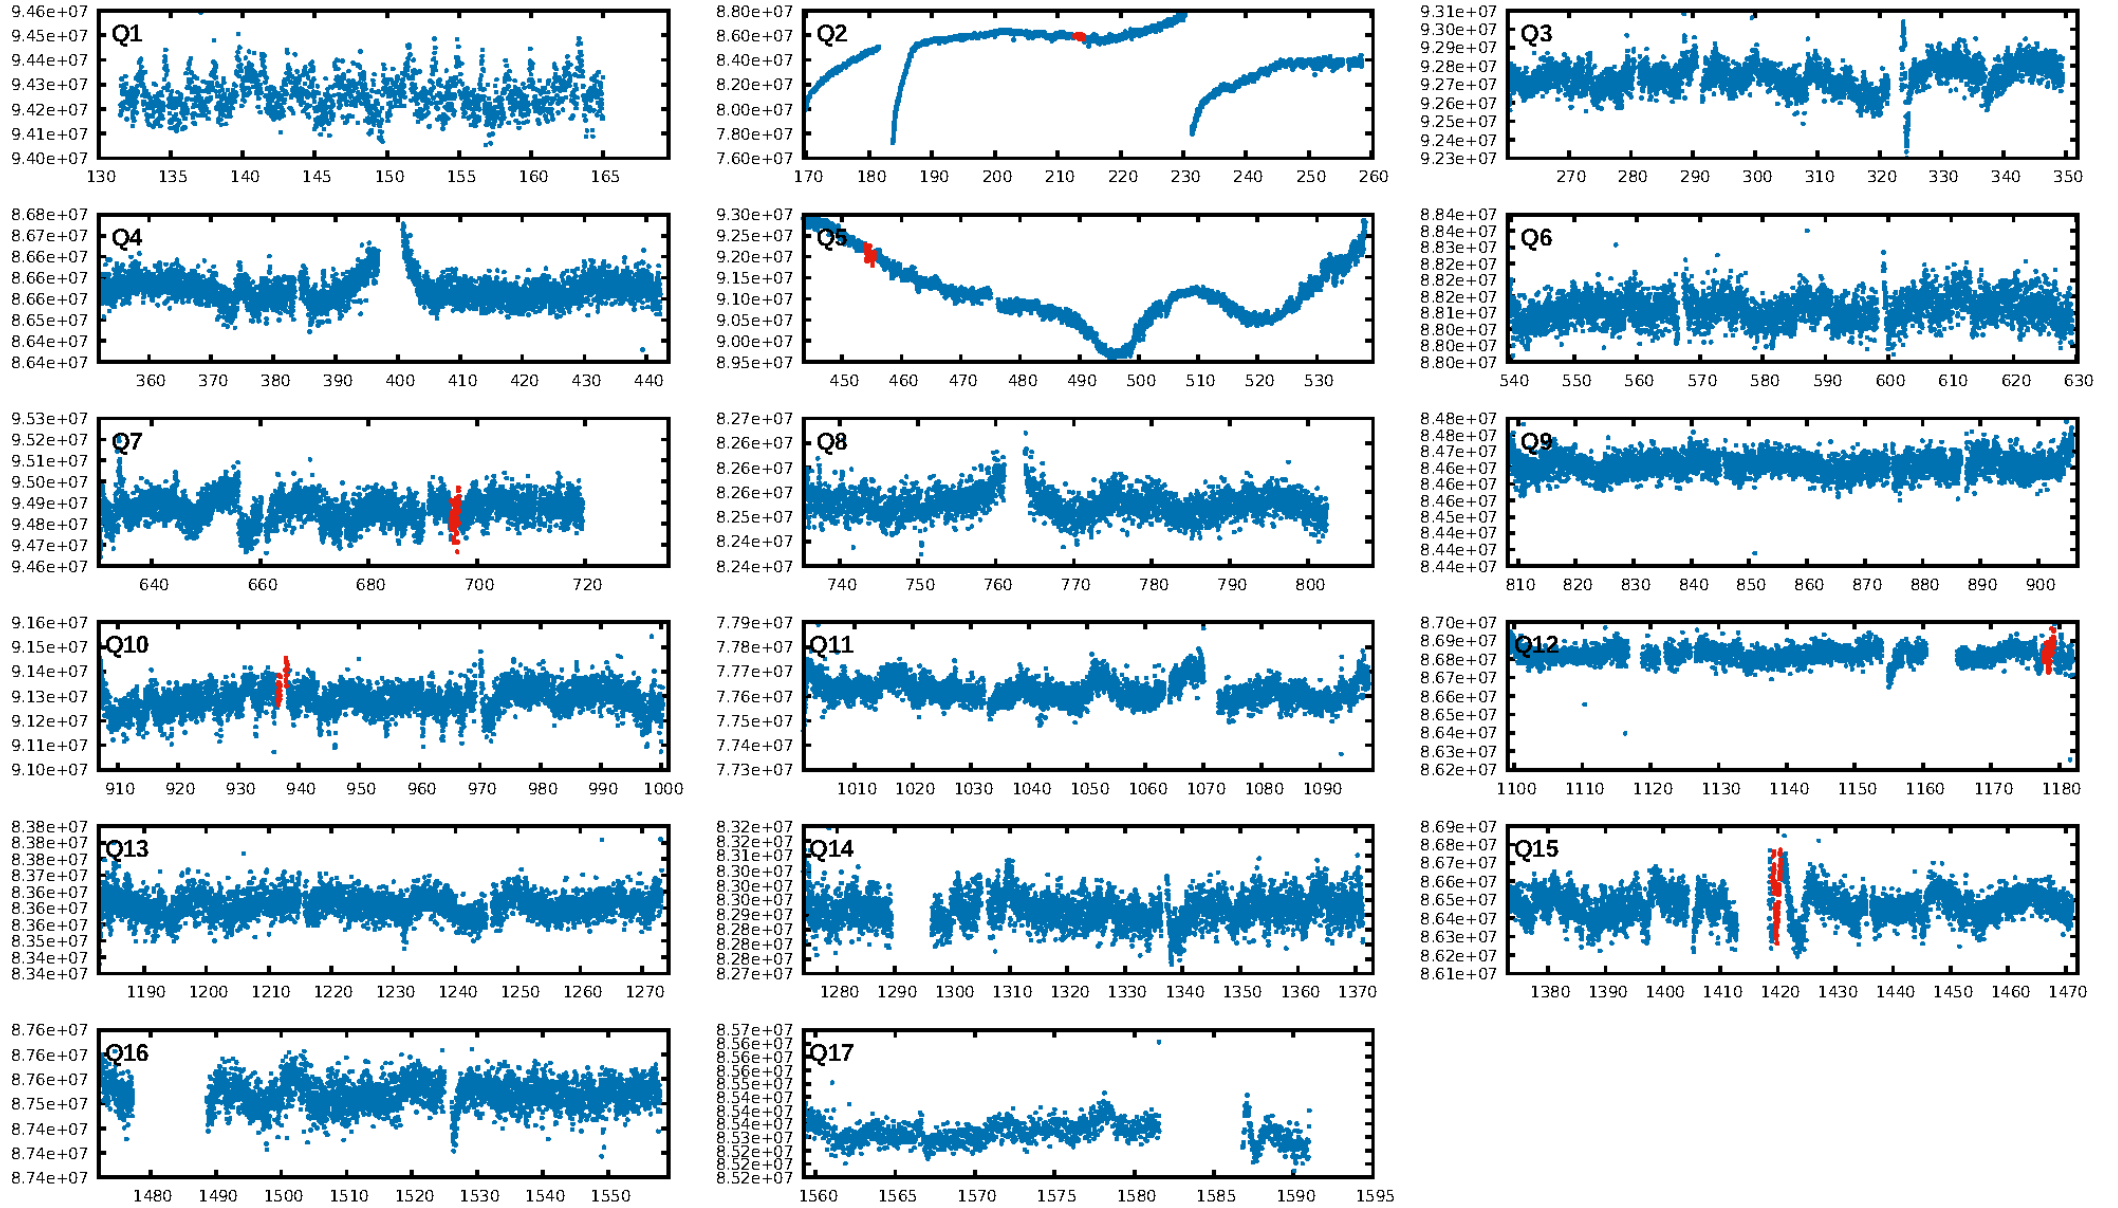 9.46e+07 9.45e+07 9.44e+07 9.43e+07 9.42e+07 9.41e+07 9.40e+07
Q1
130 135 140 145 150 155 160 165
8.80e+07 8.60e+07 8.40e+07 8.20e+07 8.00e+07 7.80e+07 7.60e+07
Q2
170 180 190 200 210 220 230 240 250 260
9.31e+07 9.29e+07 9.28e+07 9.27e+07 9.26e+07 9.25e+07 9.24e+07 9.23e+07
Q3
270 280 290 300 310 320 330 340 350
8.68e+07 8.67e+07 8.66e+07 8.66e+07 8.65e+07 8.64e+07 8.64e+07
Q4
360 370 380 390 400 410 420 430 440
9.30e+07 9.25e+07 9.20e+07 9.15e+07 9.10e+07 9.05e+07 9.00e+07 8.95e+07
Q5
450 460 470 480 490 500 510 520 530
8.84e+07 8.83e+07 8.82e+07 8.82e+07 8.82e+07 8.81e+07 8.80e+07 8.80e+07 8.80e+07
Q6
540 550 560 570 580 590 600 610 620 630
9.53e+07 9.52e+07 9.51e+07 9.50e+07 9.49e+07 9.48e+07 9.47e+07 9.46e+07
Q7
640 660 680 700 720
8.27e+07 8.26e+07 8.26e+07 8.26e+07 8.25e+07 8.24e+07 8.24e+07
Q8
740 750 760 770 780 790 800
8.48e+07 8.48e+07 8.47e+07 8.46e+07 8.46e+07 8.45e+07 8.44e+07 8.44e+07 8.44e+07
Q9
810 820 830 840 850 860 870 880 890 900
9.16e+07 9.15e+07 9.14e+07 9.13e+07 9.12e+07 9.11e+07 9.10e+07
Q10
910 920 930 940 950 960 970 980 990 1000
7.79e+07 7.78e+07 7.77e+07 7.76e+07 7.75e+07 7.74e+07 7.73e+07
Q11
1010 1020 1030 1040 1050 1060 1070 1080 1090
8.70e+07 8.69e+07 8.68e+07 8.67e+07 8.66e+07 8.65e+07 8.64e+07 8.63e+07 8.62e+07
Q12
1100 1110 1120 1130 1140 1150 1160 1170 1180
8.38e+07 8.38e+07 8.38e+07 8.37e+07 8.36e+07 8.36e+07 8.36e+07 8.35e+07 8.34e+07 8.34e+07
Q13
1190 1200 1210 1220 1230 1240 1250 1260 1270
8.32e+07 8.32e+07 8.31e+07 8.30e+07 8.30e+07 8.30e+07 8.29e+07 8.28e+07 8.28e+07 8.28e+07 8.27e+07
Q14
1280 1290 1300 1310 1320 1330 1340 1350 1360 1370
8.69e+07 8.68e+07 8.67e+07 8.66e+07 8.65e+07 8.64e+07 8.63e+07 8.62e+07 8.61e+07
Q15
1380 1390 1400 1410 1420 1430 1440 1450 1460 1470
8.76e+07 8.76e+07 8.76e+07 8.75e+07 8.74e+07 8.74e+07 8.74e+07
Q16
1480 1490 1500 1510 1520 1530 1540 1550
8.57e+07 8.56e+07 8.56e+07 8.55e+07 8.55e+07 8.54e+07 8.54e+07 8.53e+07 8.53e+07 8.52e+07 8.52e+07
Q17
1560 1565 1570 1575 1580 1585 1590 1595